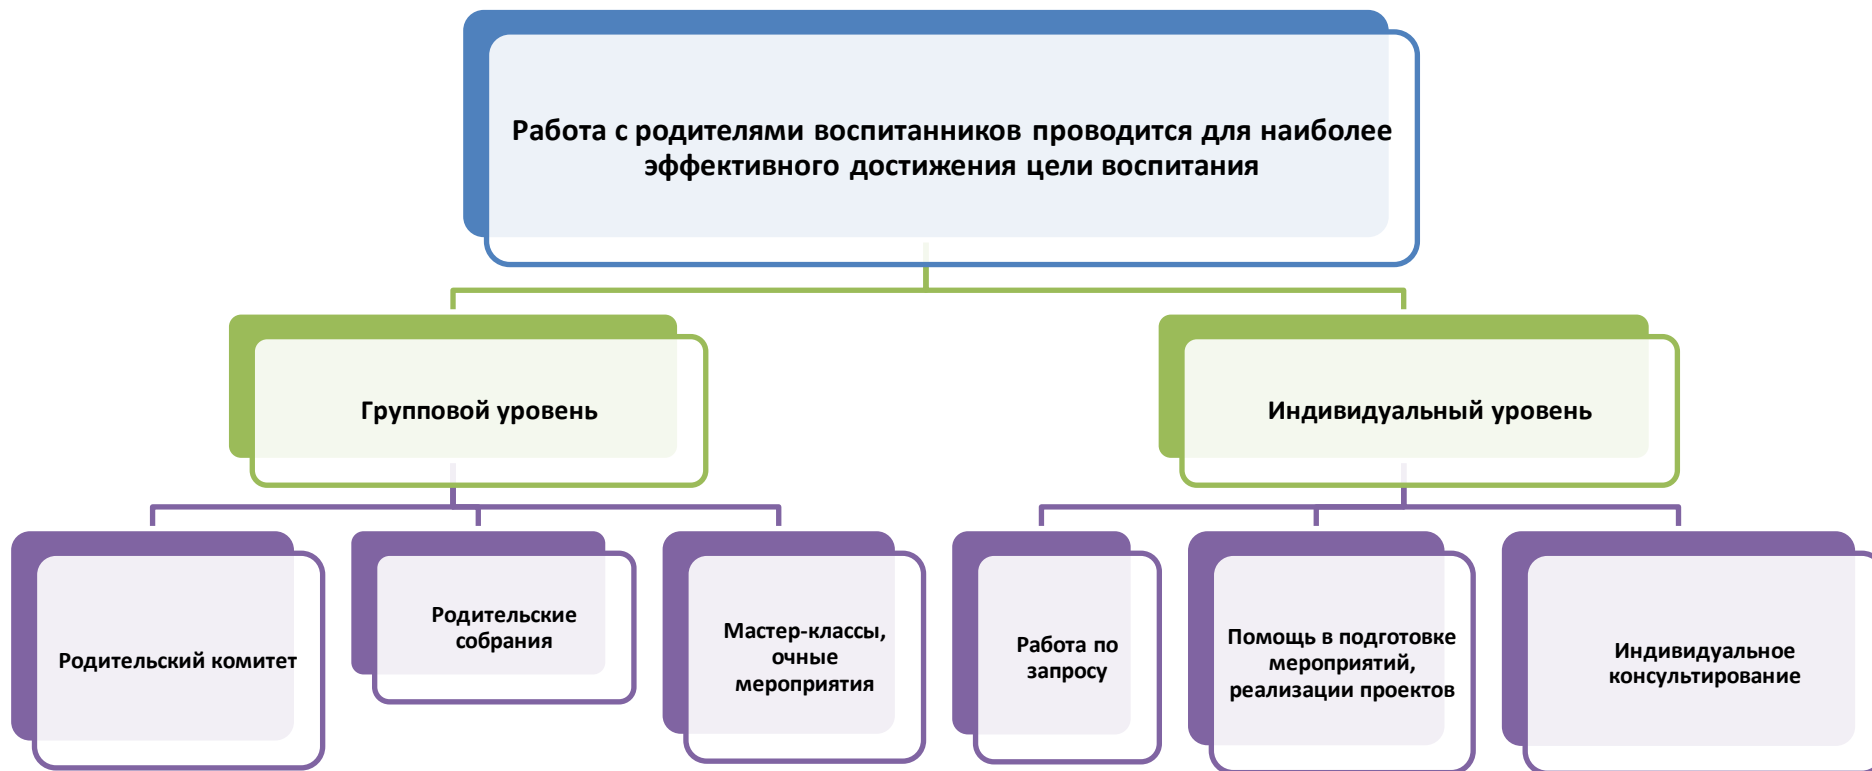 Работа с родителями воспитанников проводится для наиболее
эффективного достижения цели воспитания
Групповой уровень
Индивидуальный уровень
Родительский комитет
Родительские
собрания
Мастер-классы,
очные
мероприятия
Работа по
запросу
Помощь в подготовке
мероприятий,
реализации проектов
Индивидуальное
консультирование